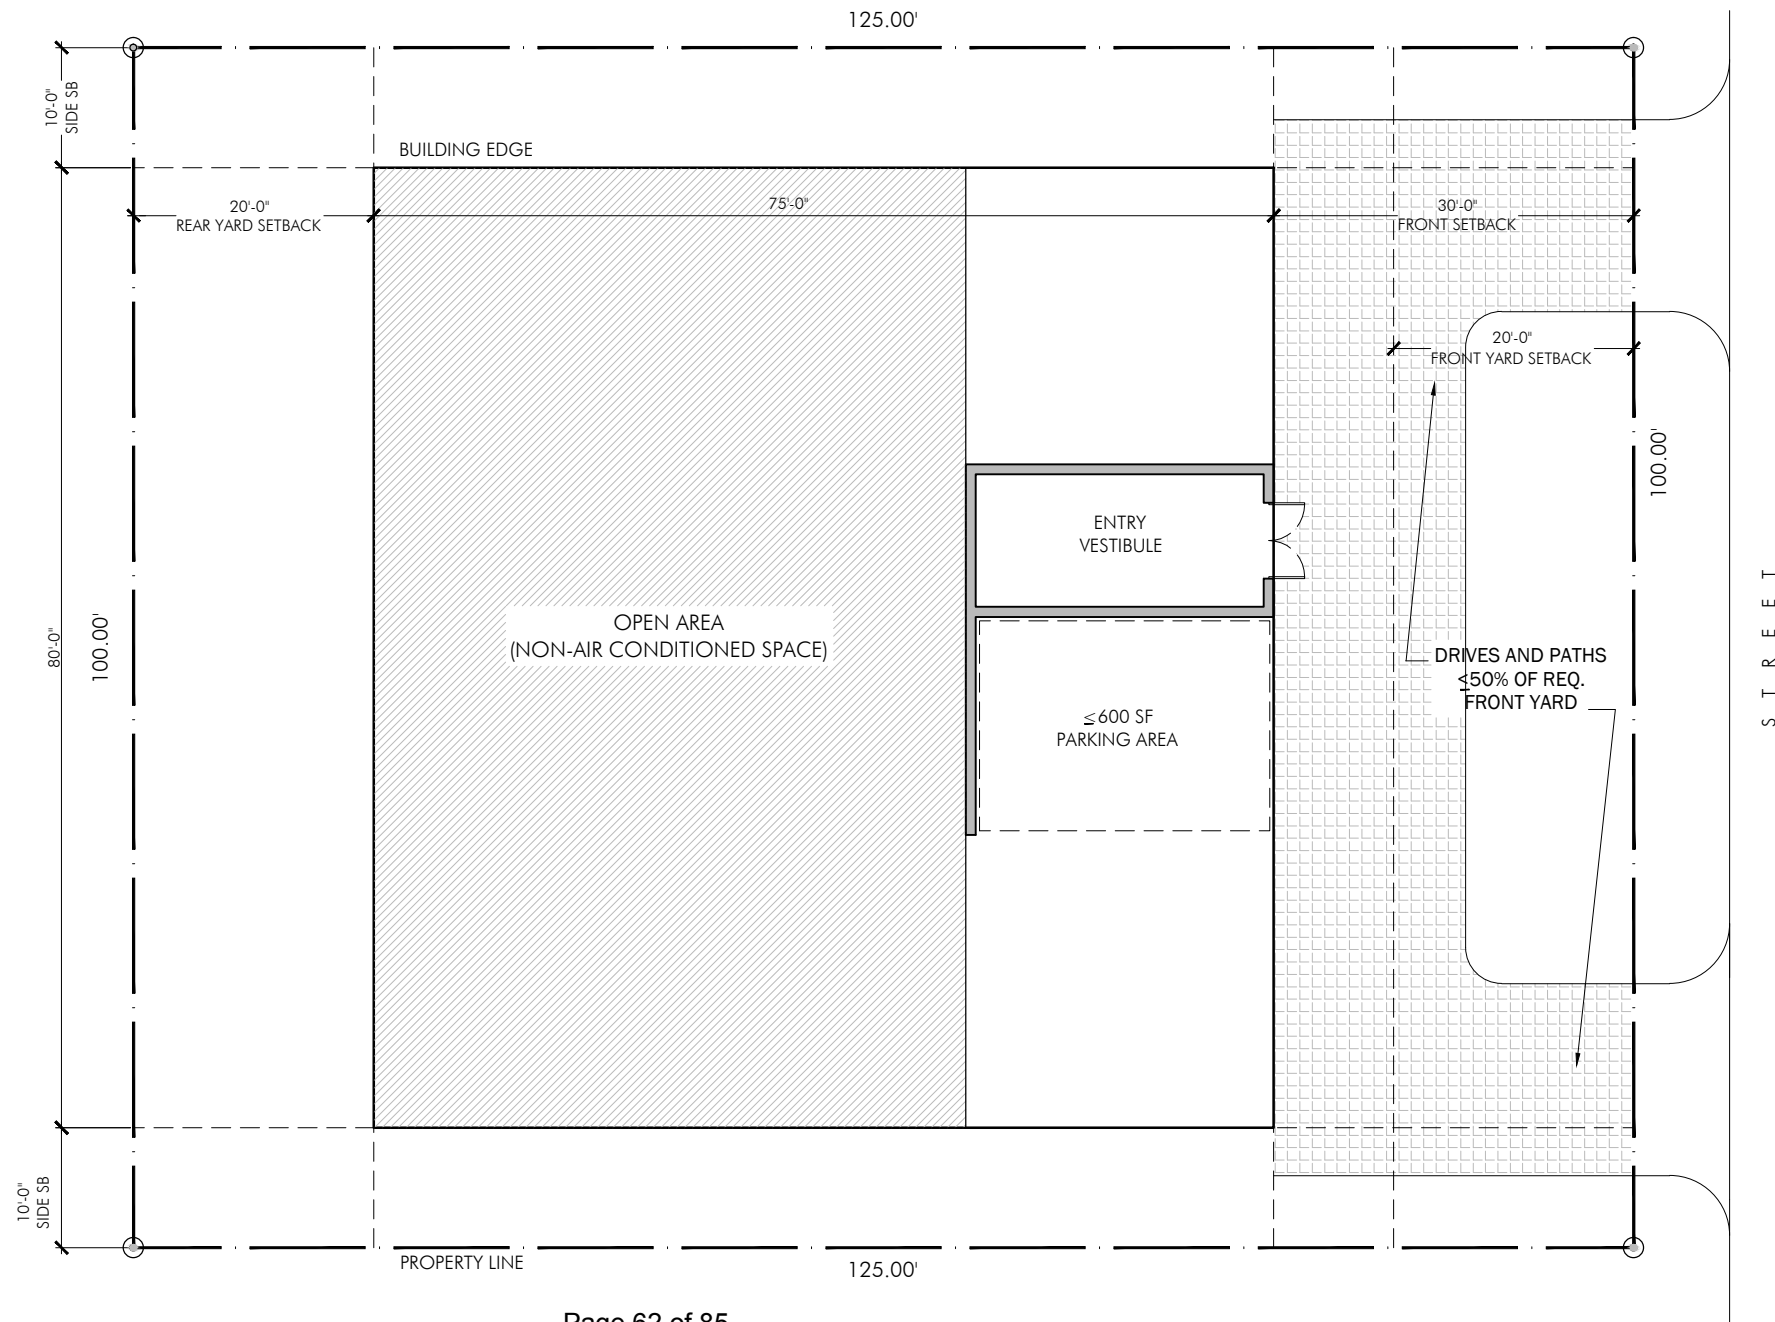 125.00'
10'-0"
SIDE SB
BUILDING EDGE
20'-0"
REAR YARD SETBACK
75'-0"
30'-0"
FRONT SETBACK
20'-0"
FRONT YARD SETBACK
100.00'
ENTRY
VESTIBULE
OPEN AREA
(NON-AIR CONDITIONED SPACE)
80'-0"
100.00'
DRIVES AND PATHS
≤50% OF REQ.
FRONT YARD
STREET
≤600 SF
PARKING AREA
10'-0"
SIDE SB
PROPERTY LINE
125.00'
Page 62 of 85